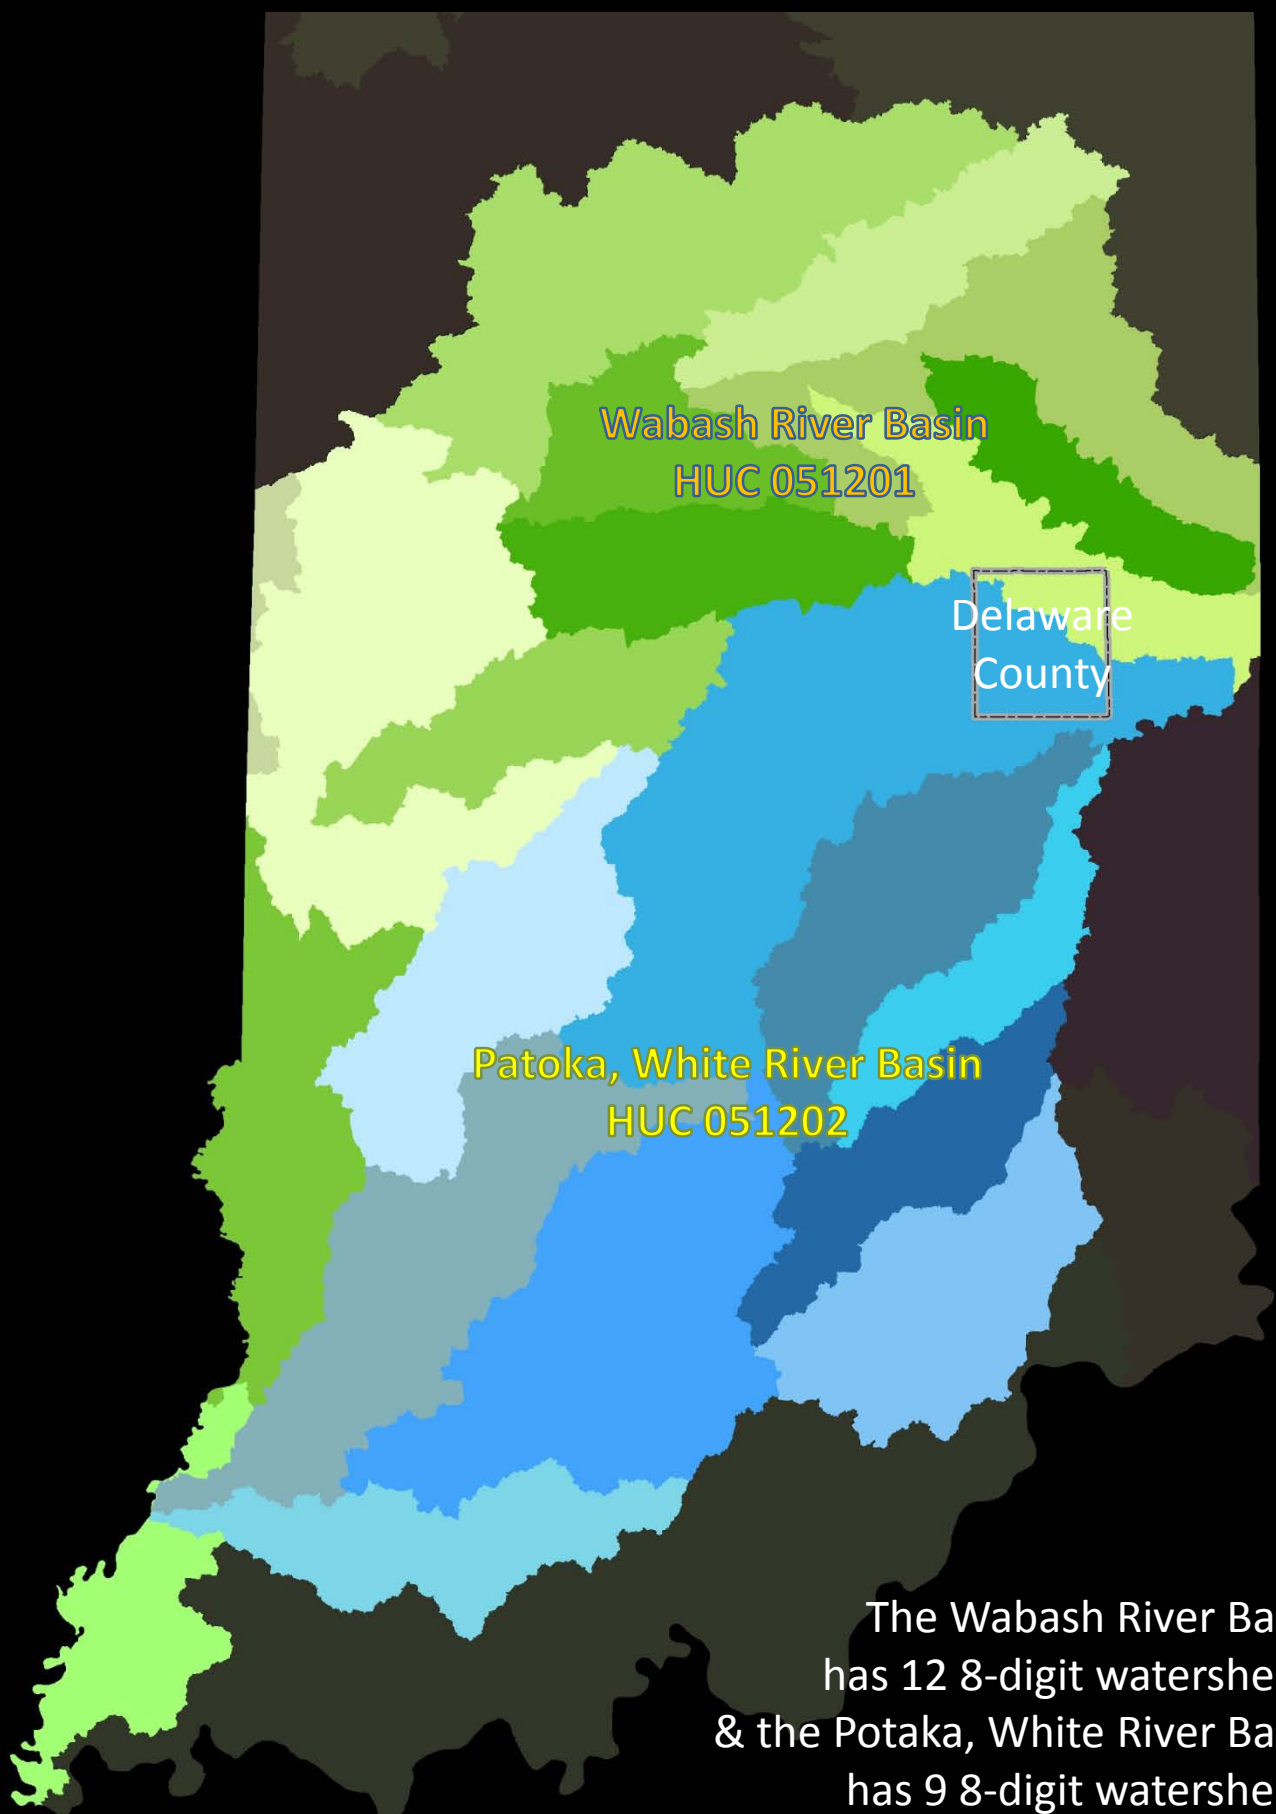 Wabash River Basin
HUC 051201
Delaware
County
Patoka, White River Basin
HUC 051202
The Wabash River Ba
has 12 8-digit watershe
& the Potaka, White River Ba
has 9 8-digit watershe